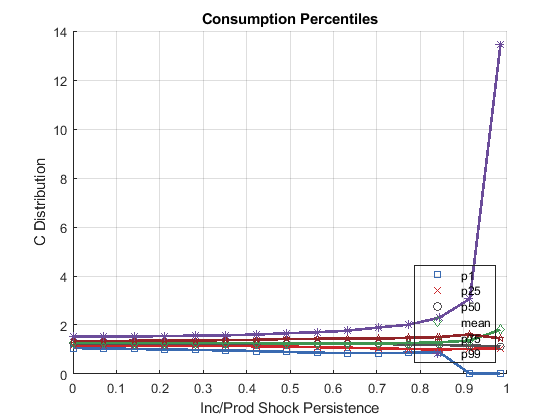 Consumption Percentiles
14
12
10
8
6
4
2
0
C Distribution
p1
p25
p50
mean
p75
p99
0 0.1 0.2 0.3 0.4 0.5 0.6 0.7 0.8 0.9 1
Inc/Prod Shock Persistence